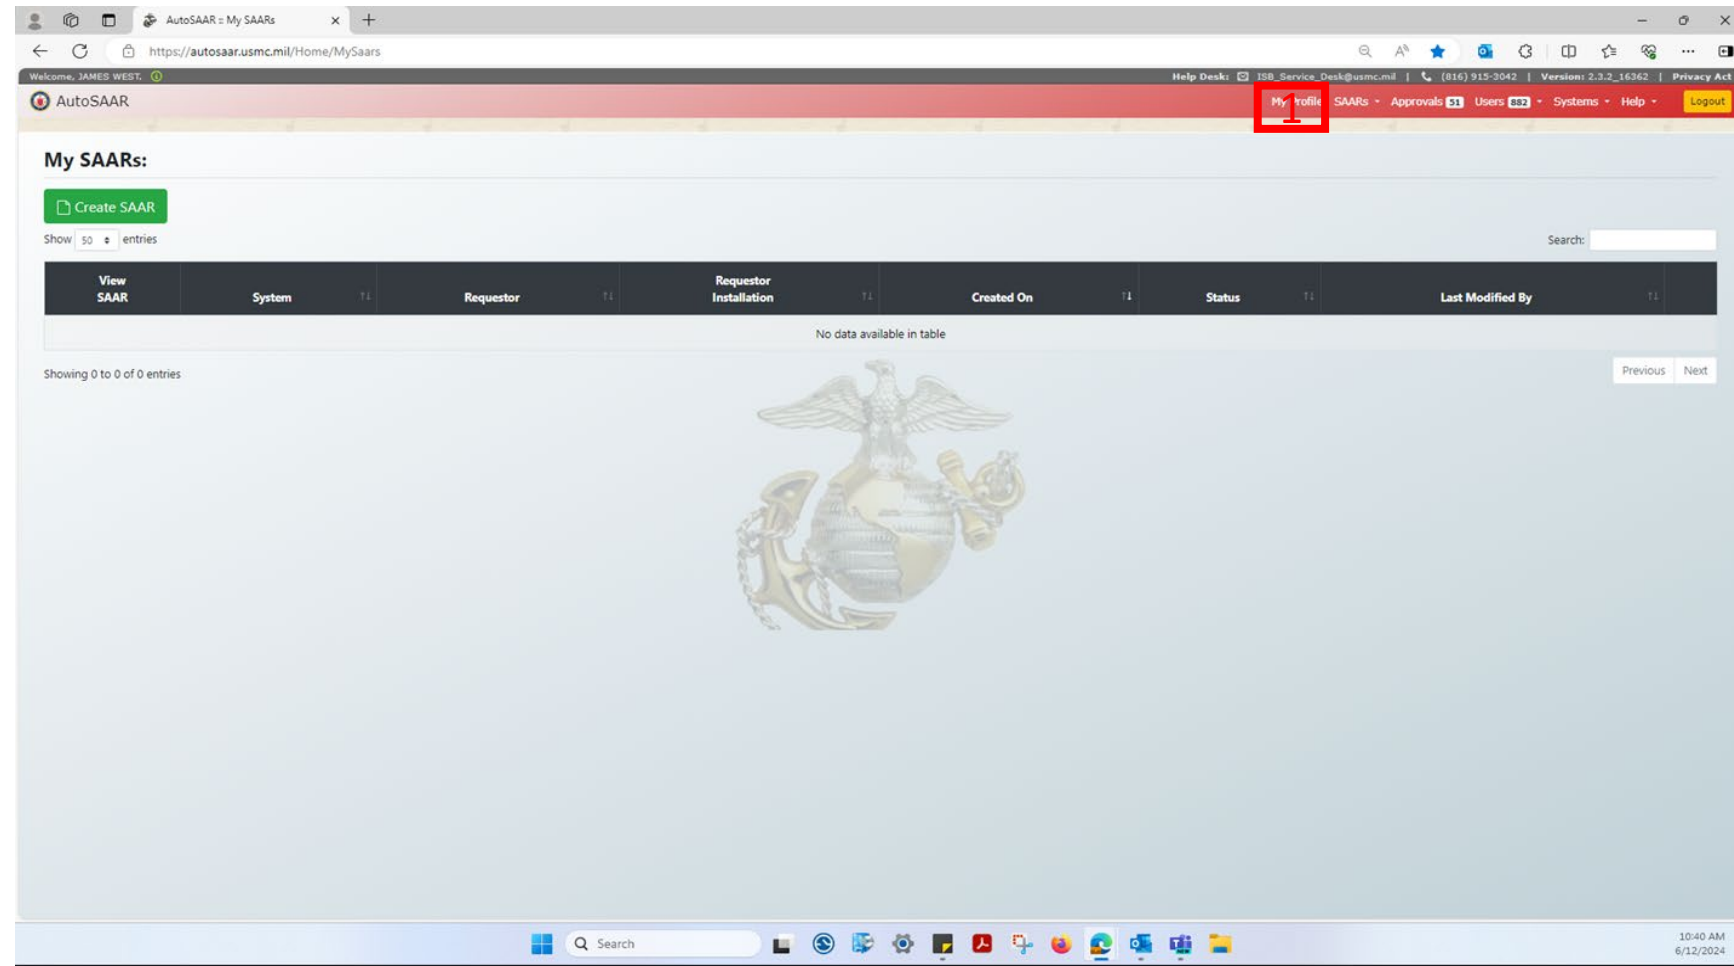 AutoSAAR :: My SAARs
https://autosaar.usmc.mil/Home/MySaars
Welcome, JAMES WEST.
Help Desk: ISB_Service_Desk@usmc.mil | (816) 915-3042 | Version: 2.3.2_16362 | Privacy Act
AutoSAAR
My Profile SAARs Approvals 51 Users 882 Systems Help Logout
1
My SAARs:
Create SAAR
Show 50 entries
Search:
View SAAR
System
Requestor
Requestor Installation
Created On
Status
Last Modified By
No data available in table
Showing 0 to 0 of 0 entries
Previous Next
Search
10:40 AM
6/12/2024